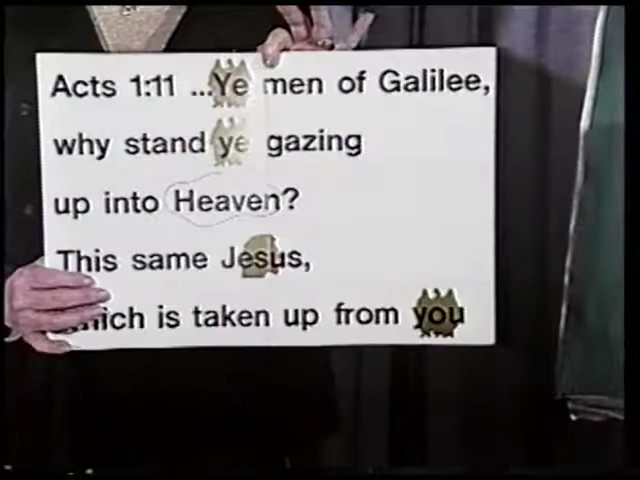 Acts 1:11 ...Ye men of Galilee,
why stand ye gazing
up into Heaven?
This same Jesus,
which is taken up from you